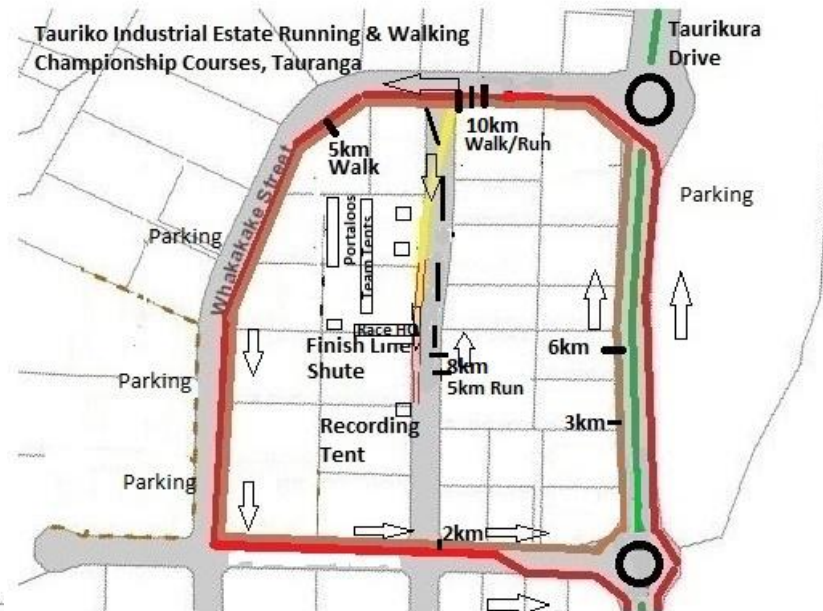 Tauriko Industrial Estate Running & Walking
Championship Courses, Tauranga
Taurikura
Drive
10km
Walk/Run
5km
Walk
Parking
Parking
Whakakake Street
Portaloos
Team Tents
Race HQ
Finish Line
Shute
8km
5km Run
6km
3km
Parking
Recording
Tent
Parking
2km